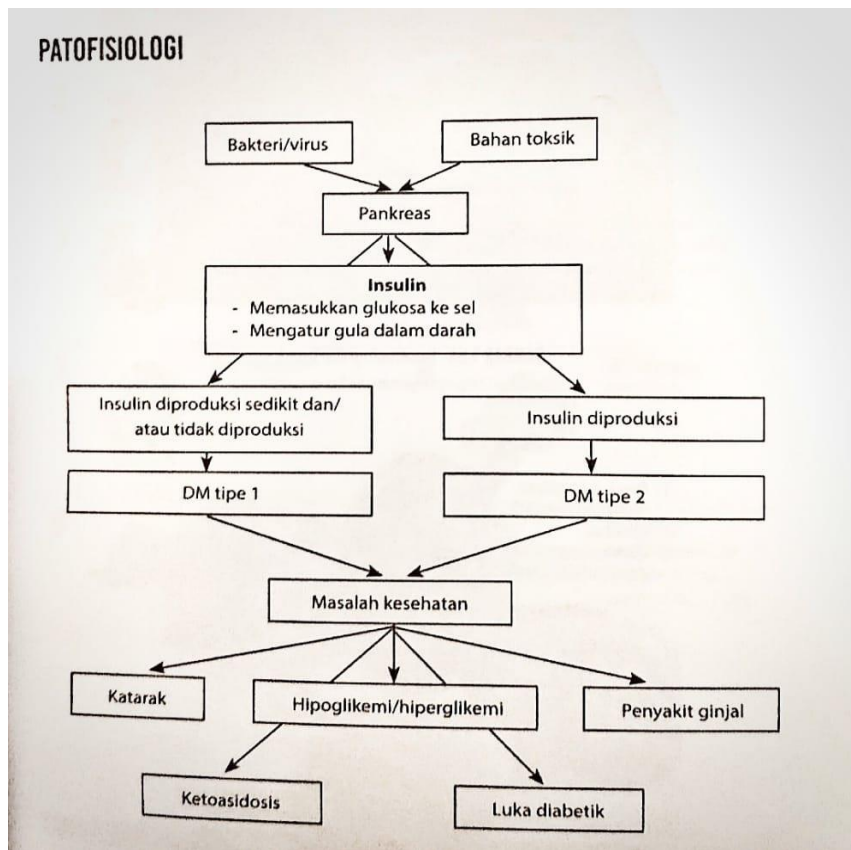 PATOFISIOLOGI
Bakteri/virus
Bahan toksik
Pankreas
Insulin
- Memasukkan glukosa ke sel
- Mengatur gula dalam darah
Insulin diproduksi sedikit dan/
atau tidak diproduksi
Insulin diproduksi
DM tipe 1
DM tipe 2
Masalah kesehatan
Katarak
Hipoglikemi/hiperglikemi
Penyakit ginjal
Ketoasidosis
Luka diabetik